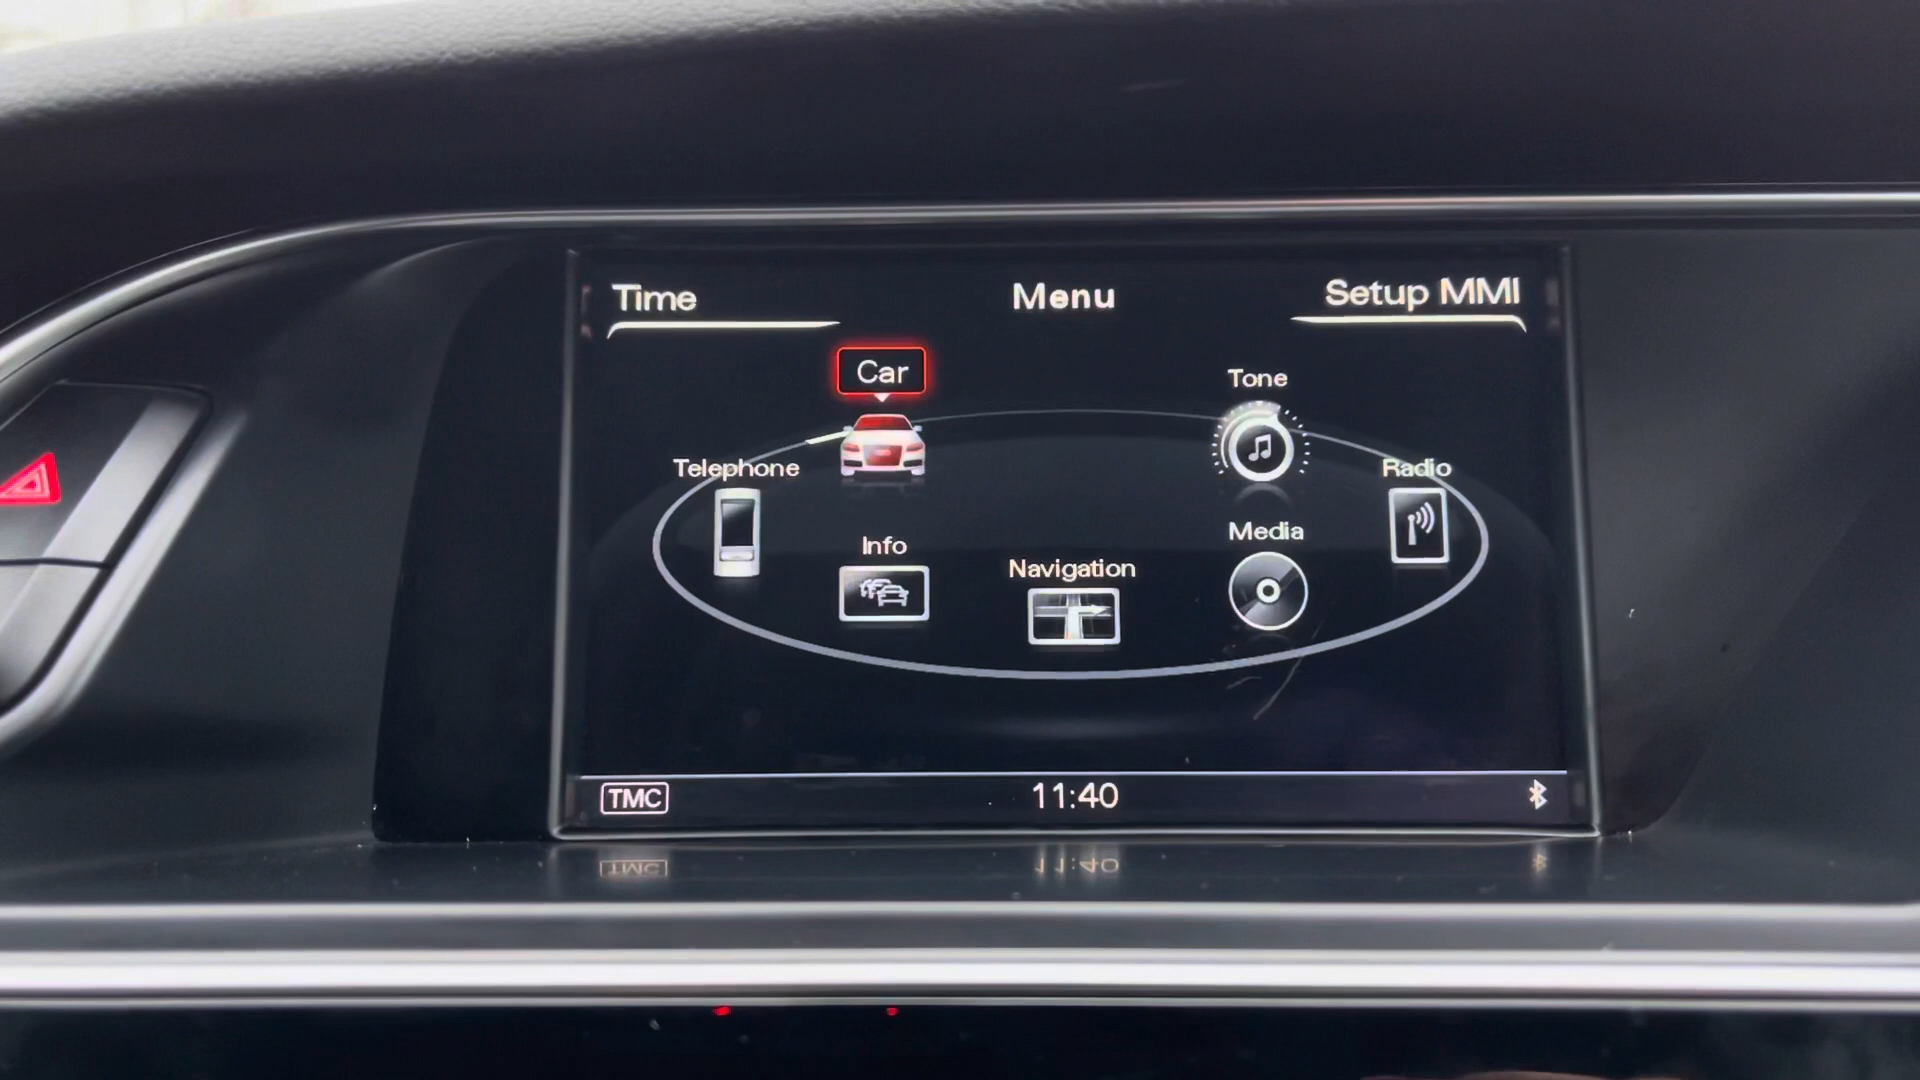 Time
Menu
Setup MMI
Car
Tone
Telephone
Radio
Info
Media
Navigation
TMC
11:40